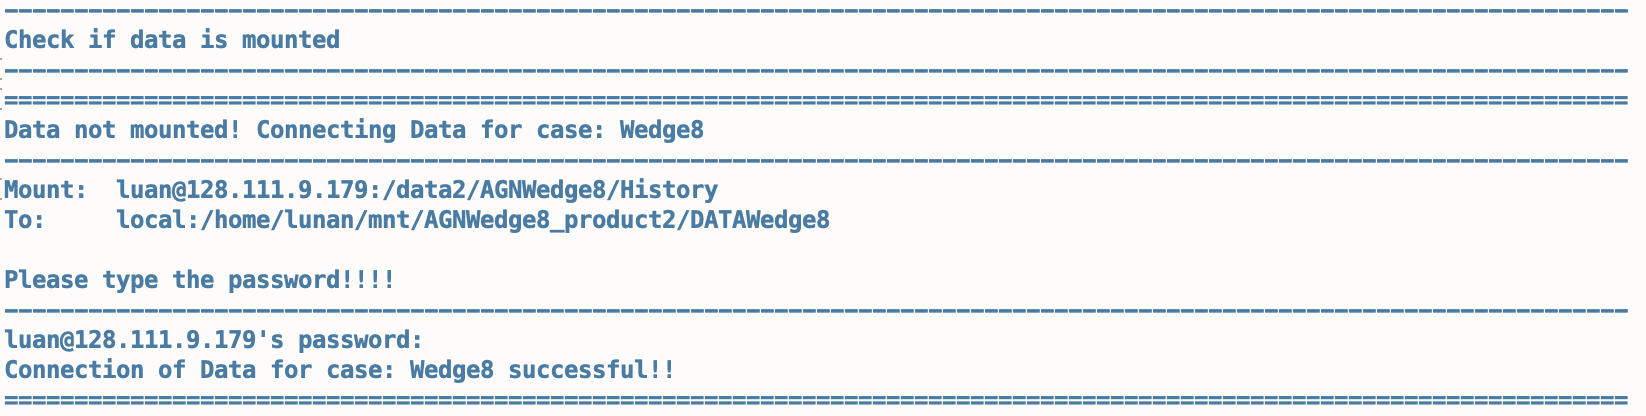 --------------------------------------------------------------------------------------------------------------------
Check if data is mounted
--------------------------------------------------------------------------------------------------------------------
====================================================================================================================
Data not mounted! Connecting Data for case: Wedge8
--------------------------------------------------------------------------------------------------------------------
Mount:  luan@128.111.9.179:/data2/AGNWedge8/History
To:     local:/home/lunan/mnt/AGNWedge8_product2/DATAWedge8

Please type the password!!!!
--------------------------------------------------------------------------------------------------------------------
luan@128.111.9.179's password:
Connection of Data for case: Wedge8 successful!!
====================================================================================================================